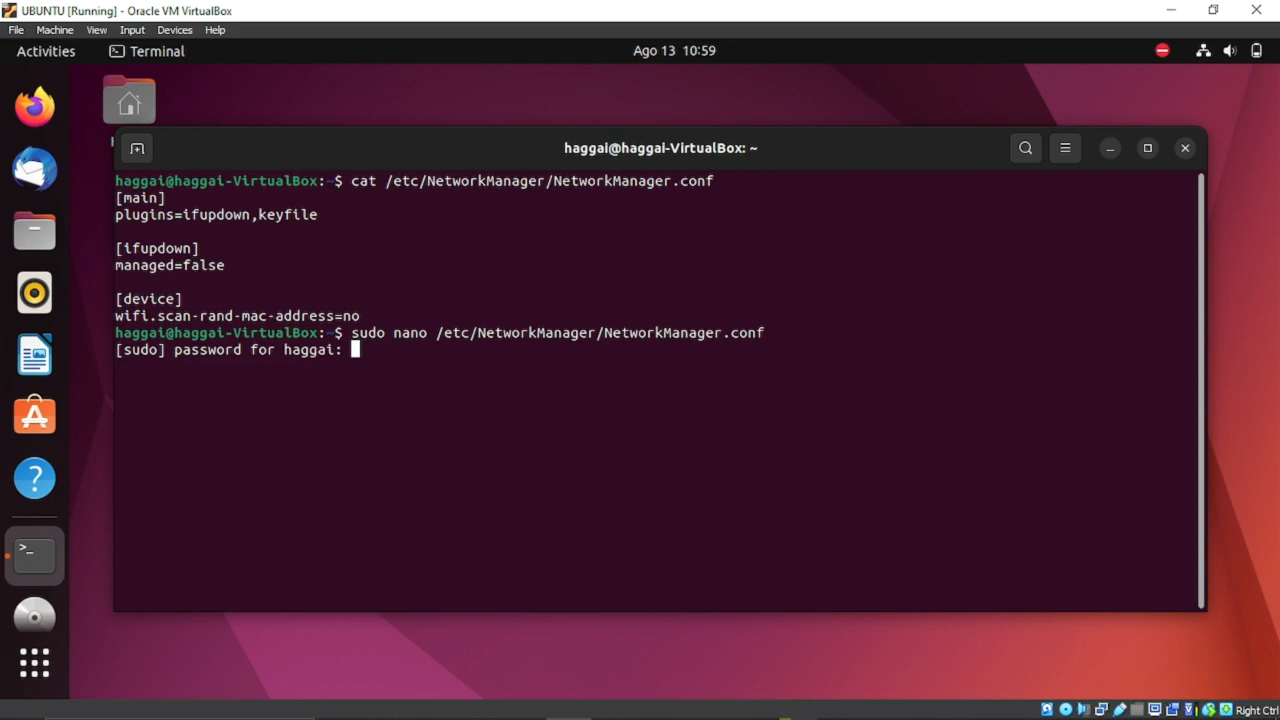 UBUNTU [Running] - Oracle VM VirtualBox
File Machine View Input Devices Help
Activities Terminal Ago 13 10:59
haggai@haggai-VirtualBox: ~
haggai@haggai-VirtualBox:~$ cat /etc/NetworkManager/NetworkManager.conf
[main]
plugins=ifupdown,keyfile
[ifupdown]
managed=false
[device]
wifi.scan-rand-mac-address=no
haggai@haggai-VirtualBox:~$ sudo nano /etc/NetworkManager/NetworkManager.conf
[sudo] password for haggai:
Right Ctrl